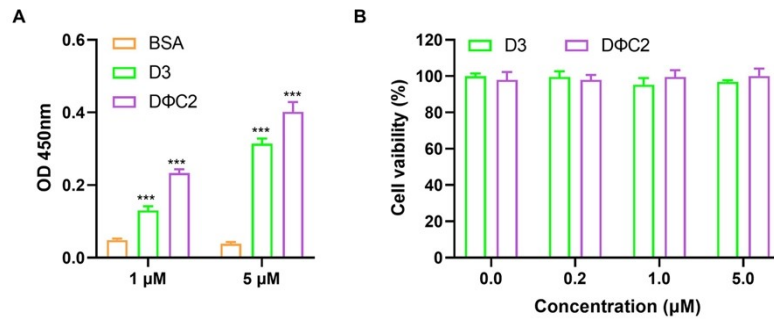 A
OD 450nm
0.6
0.4
0.2
0.0
BSA
D3
DΦC2
***
***
***
***
1 μM
5 μM
B
Cell vaibility (%)
120
100
80
60
40
20
0
D3
DΦC2
0.0
0.2
1.0
5.0
Concentration (μM)